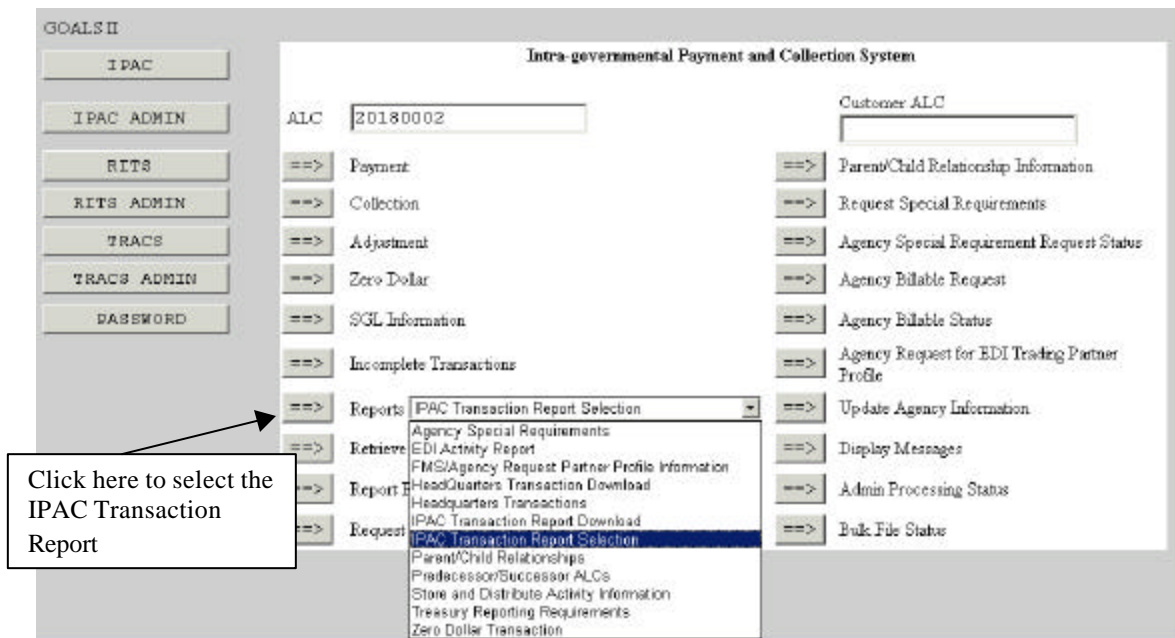 GOALS II
Intra-governmental Payment and Collection System
IPAC
IPAC ADMIN
RITS
RITS ADMIN
TRACS
TRACS ADMIN
PASSWORD
ALC 20180002
Customer ALC
==> Payment
==> Collection
==> Adjustment
==> Zero Dollar
==> SGL Information
==> Incomplete Transactions
==> Reports IPAC Transaction Report Selection
==> Retrieve
==> Report
==> Request
Agency Special Requirements
EDI Activity Report
FMS/Agency Request Partner Profile Information
HeadQuarters Transaction Download
Headquarters Transactions
IPAC Transaction Report Download
IPAC Transaction Report Selection
Parent/Child Relationships
Predecessor/Successor ALCs
Store and Distribute Activity Information
Treasury Reporting Requirements
Zero Dollar Transaction
==> Parent/Child Relationship Information
==> Request Special Requirements
==> Agency Special Requirement Request Status
==> Agency Billable Request
==> Agency Billable Status
==> Agency Request for EDI Trading Partner
Profile
==> Update Agency Information
==> Display Messages
==> Admin Processing Status
==> Bulk File Status
Click here to select the
IPAC Transaction
Report